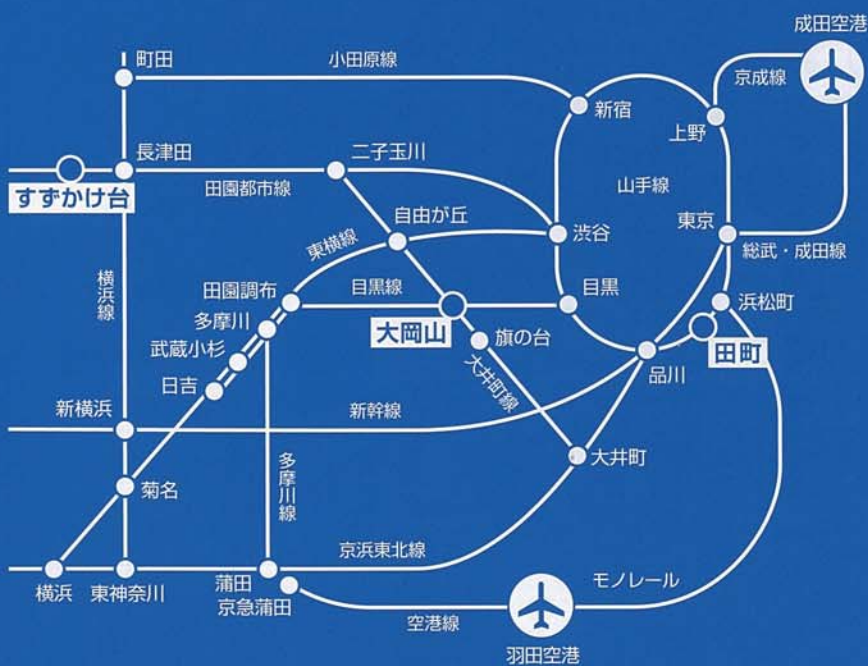 成田空港
町田
小田原線
京成線
新宿
上野
長津田
二子玉川
すずかけ台
田園都市線
山手線
自由が丘
東横線
渋谷
東京
総武・成田線
横浜線
田園調布
目黒線
目黒
浜松町
多摩川
大岡山
旗の台
田町
武蔵小杉
品川
日吉
大井町線
新横浜
新幹線
大井町
菊名
多摩川線
京浜東北線
横浜
東神奈川
蒲田
京急蒲田
モノレール
空港線
羽田空港